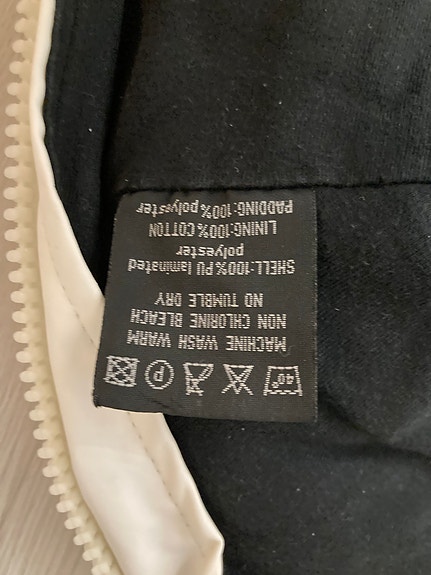 40°
P
MACHINE WASH WARM
NON CHLORINE BLEACH
NO TUMBLE DRY
SHELL:100%PU laminated
polyester
LINING:100%COTTON
PADDING:100%polyester